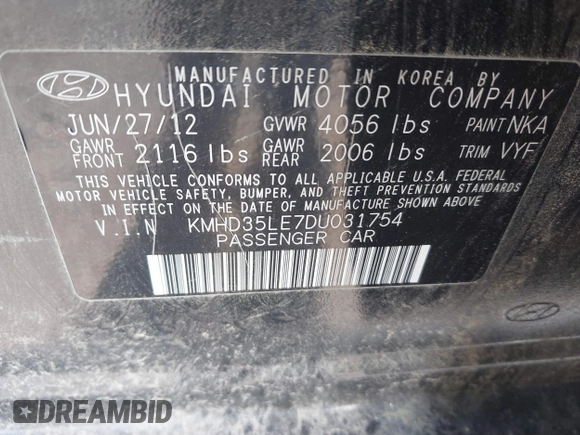 MANUFACTURED IN KOREA BY
HYUNDAI MOTOR COMPANY
JUN/27/12 GVWR 4056 lbs PAINT NKA
GAWR FRONT 2116 lbs GAWR REAR 2006 lbs TRIM VYF
THIS VEHICLE CONFORMS TO ALL APPLICABLE U.S.A. FEDERAL
MOTOR VEHICLE SAFETY, BUMPER, AND THEFT PREVENTION STANDARDS
IN EFFECT ON THE DATE OF MANUFACTURE SHOWN ABOVE.
V.I.N KMHD35LE7DU031754
PASSENGER CAR
DREAMBID